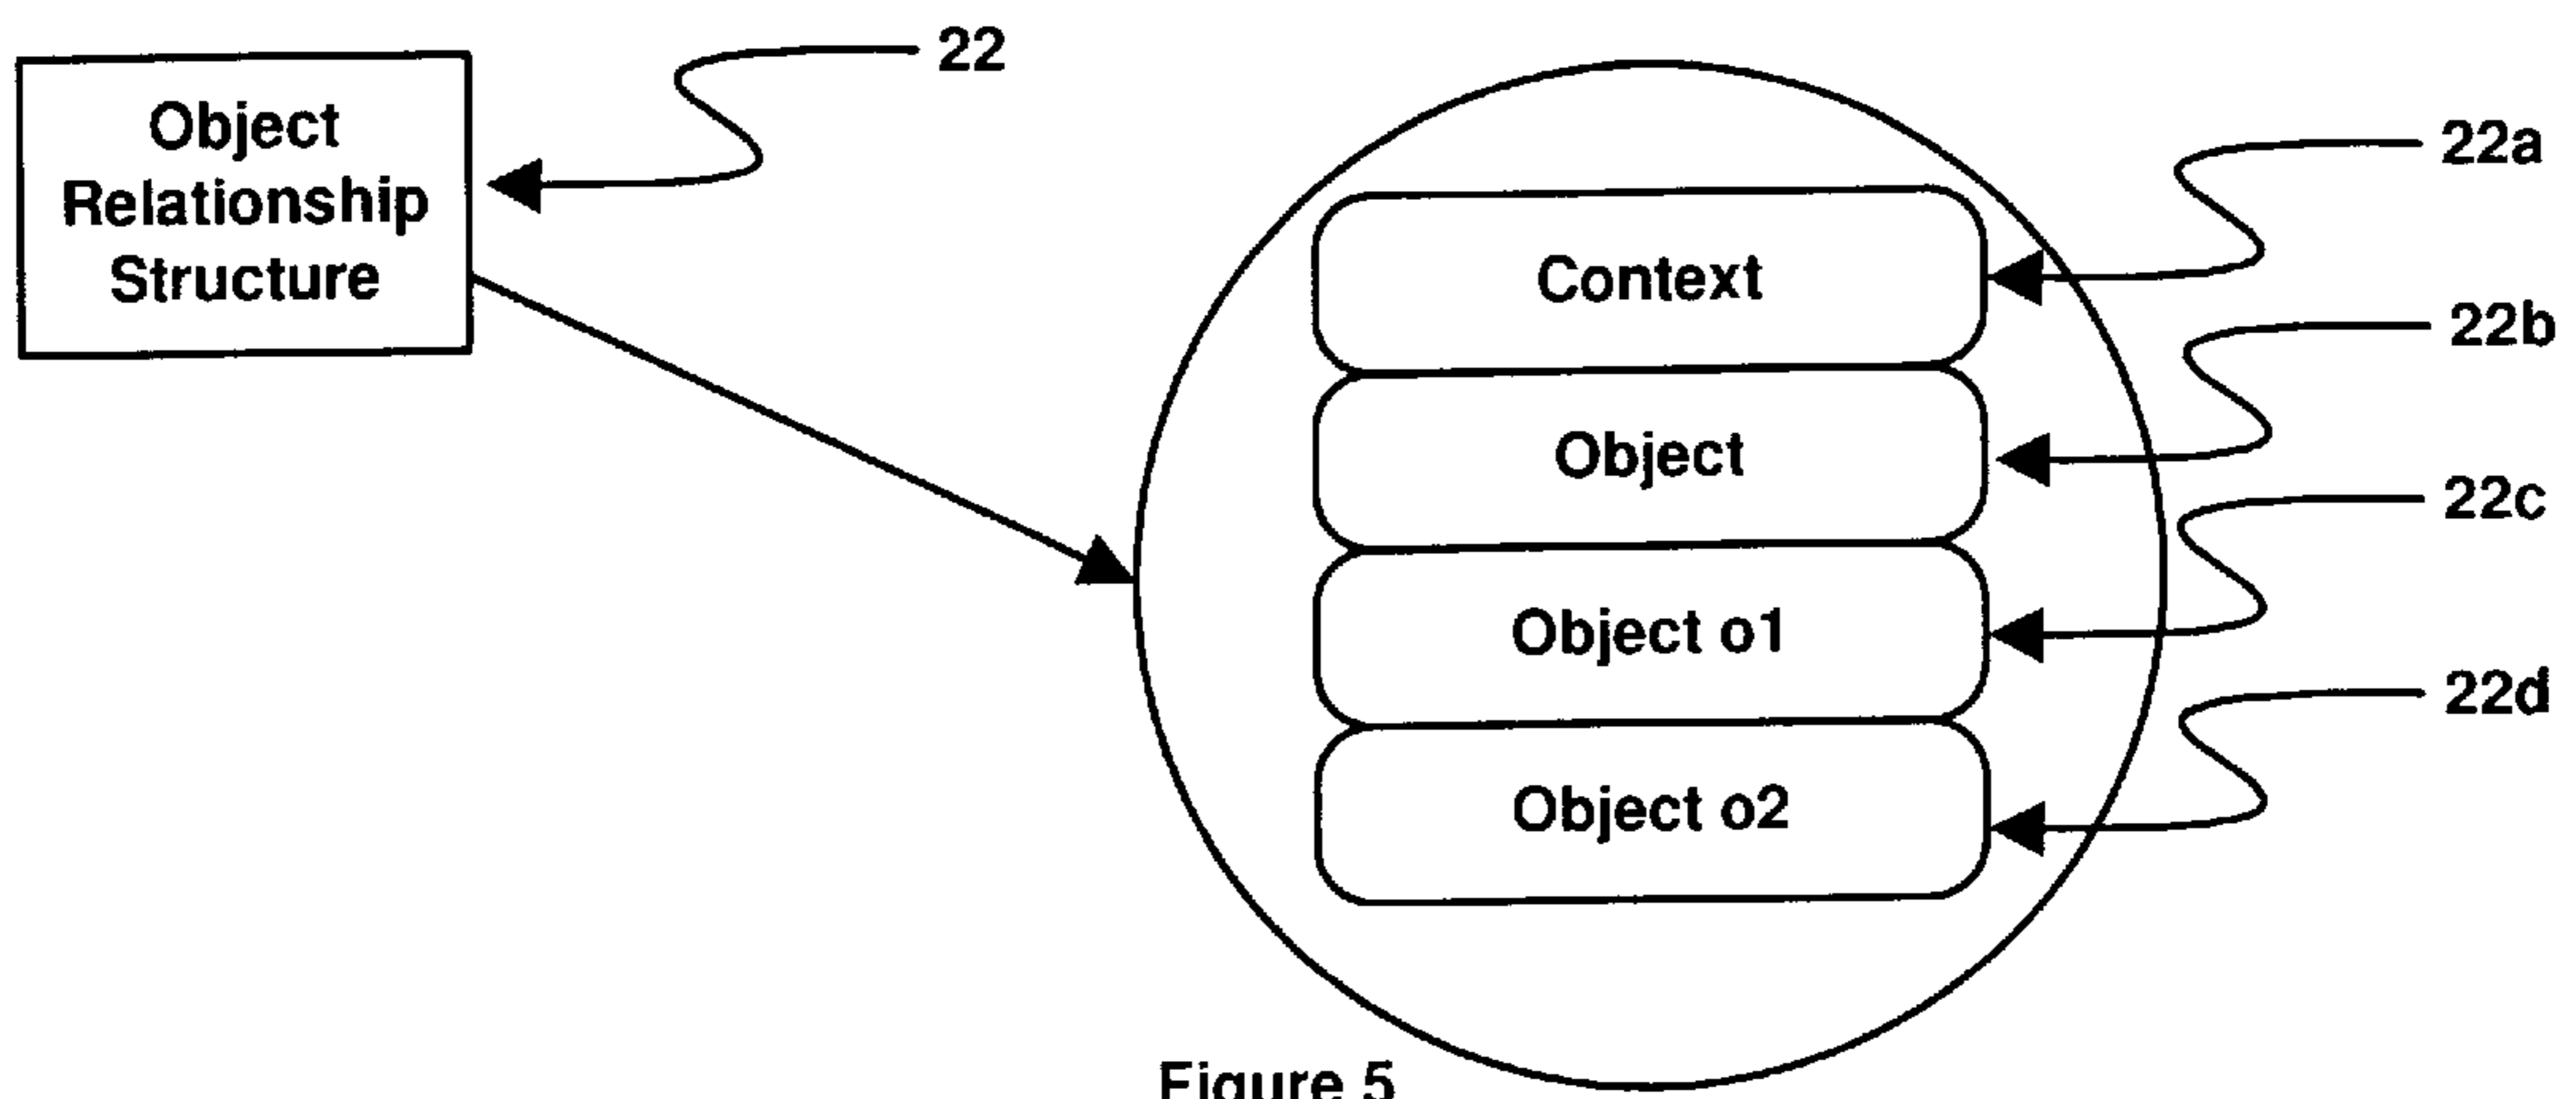 22
Object
Relationship
Structure
Context
22a
Object
22b
Object o1
22c
Object o2
22d
Figure 5